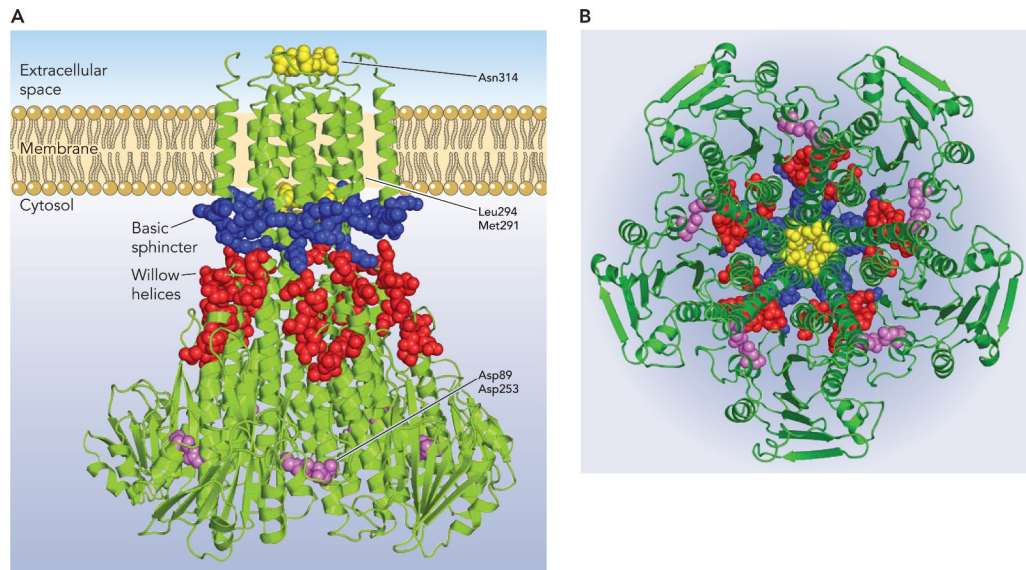 A
B
Extracellular
space
Asn314
Membrane
Cytosol
Leu294
Met291
Basic
sphincter
Willow
helices
Asp89
Asp253